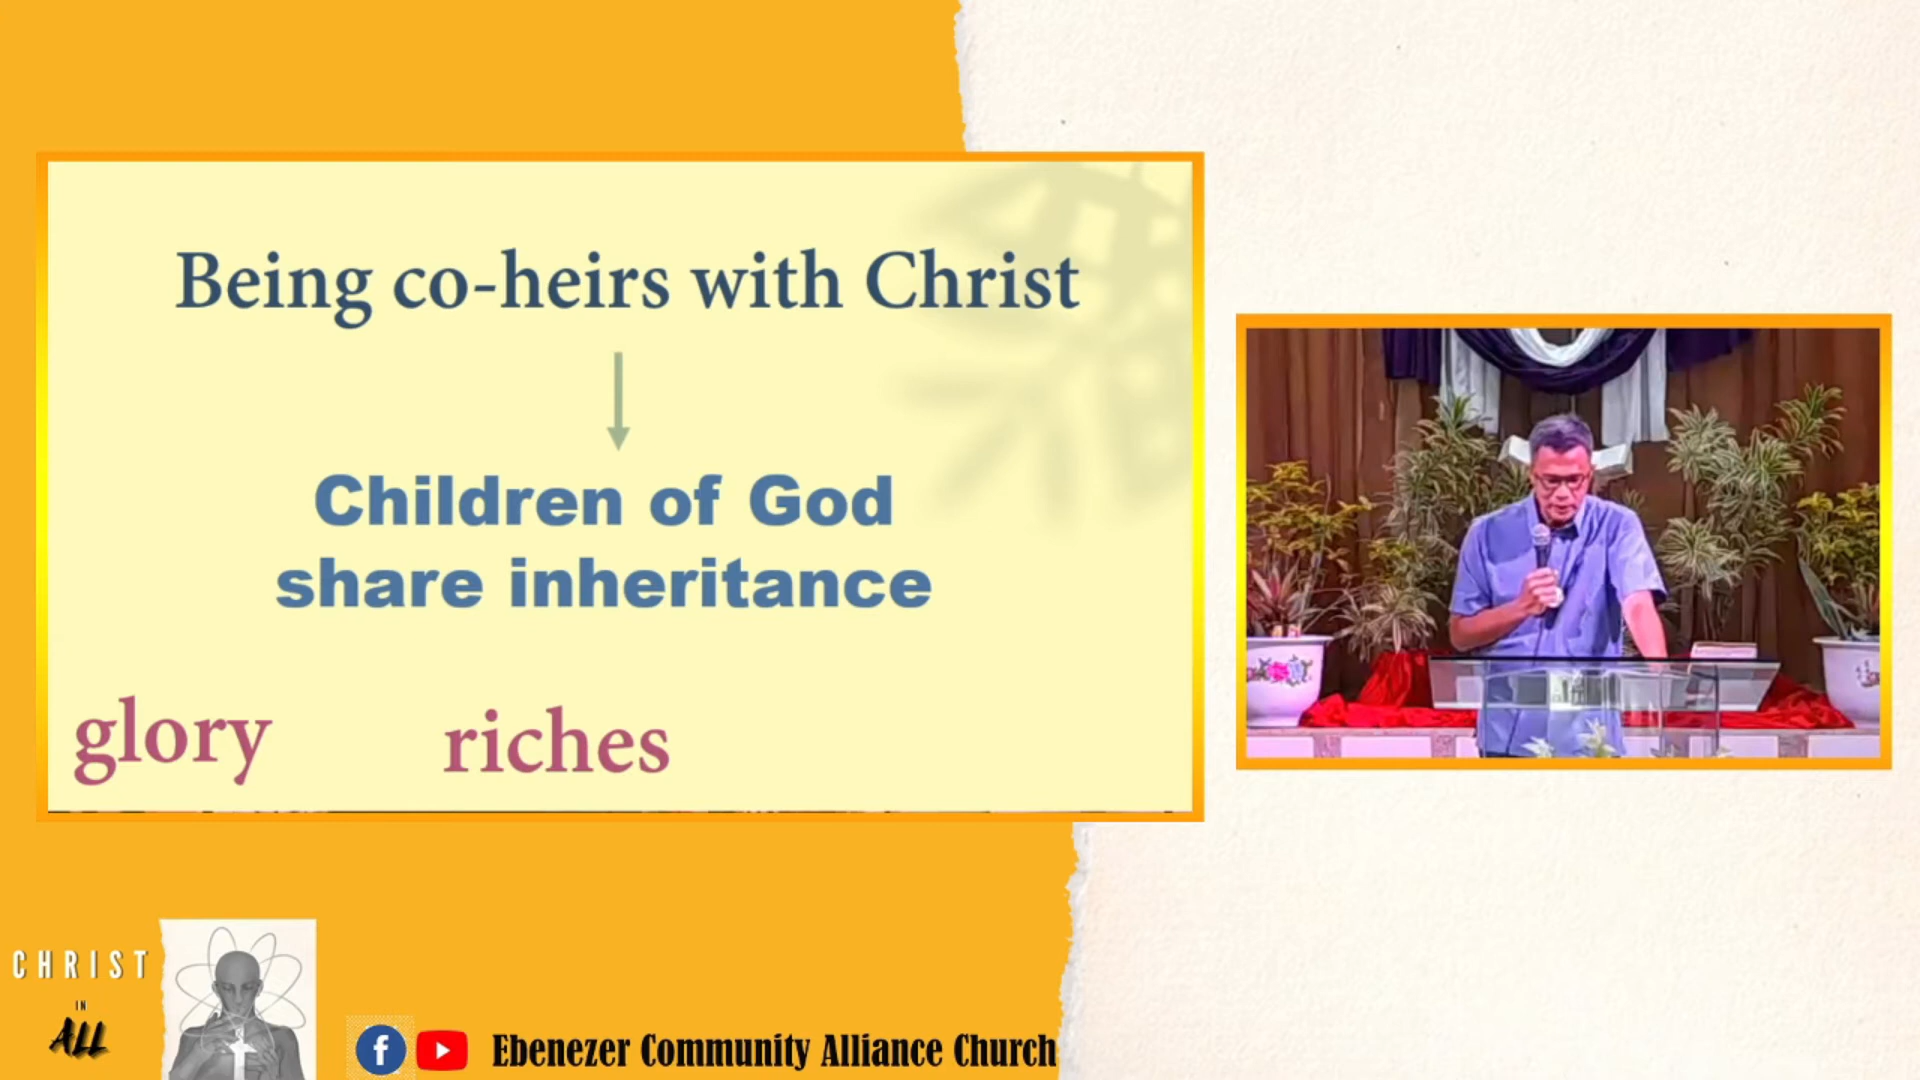 Being co-heirs with Christ
Children of God
share inheritance
glory riches
CHRIST
IN
ALL
Ebenezer Community Alliance Church